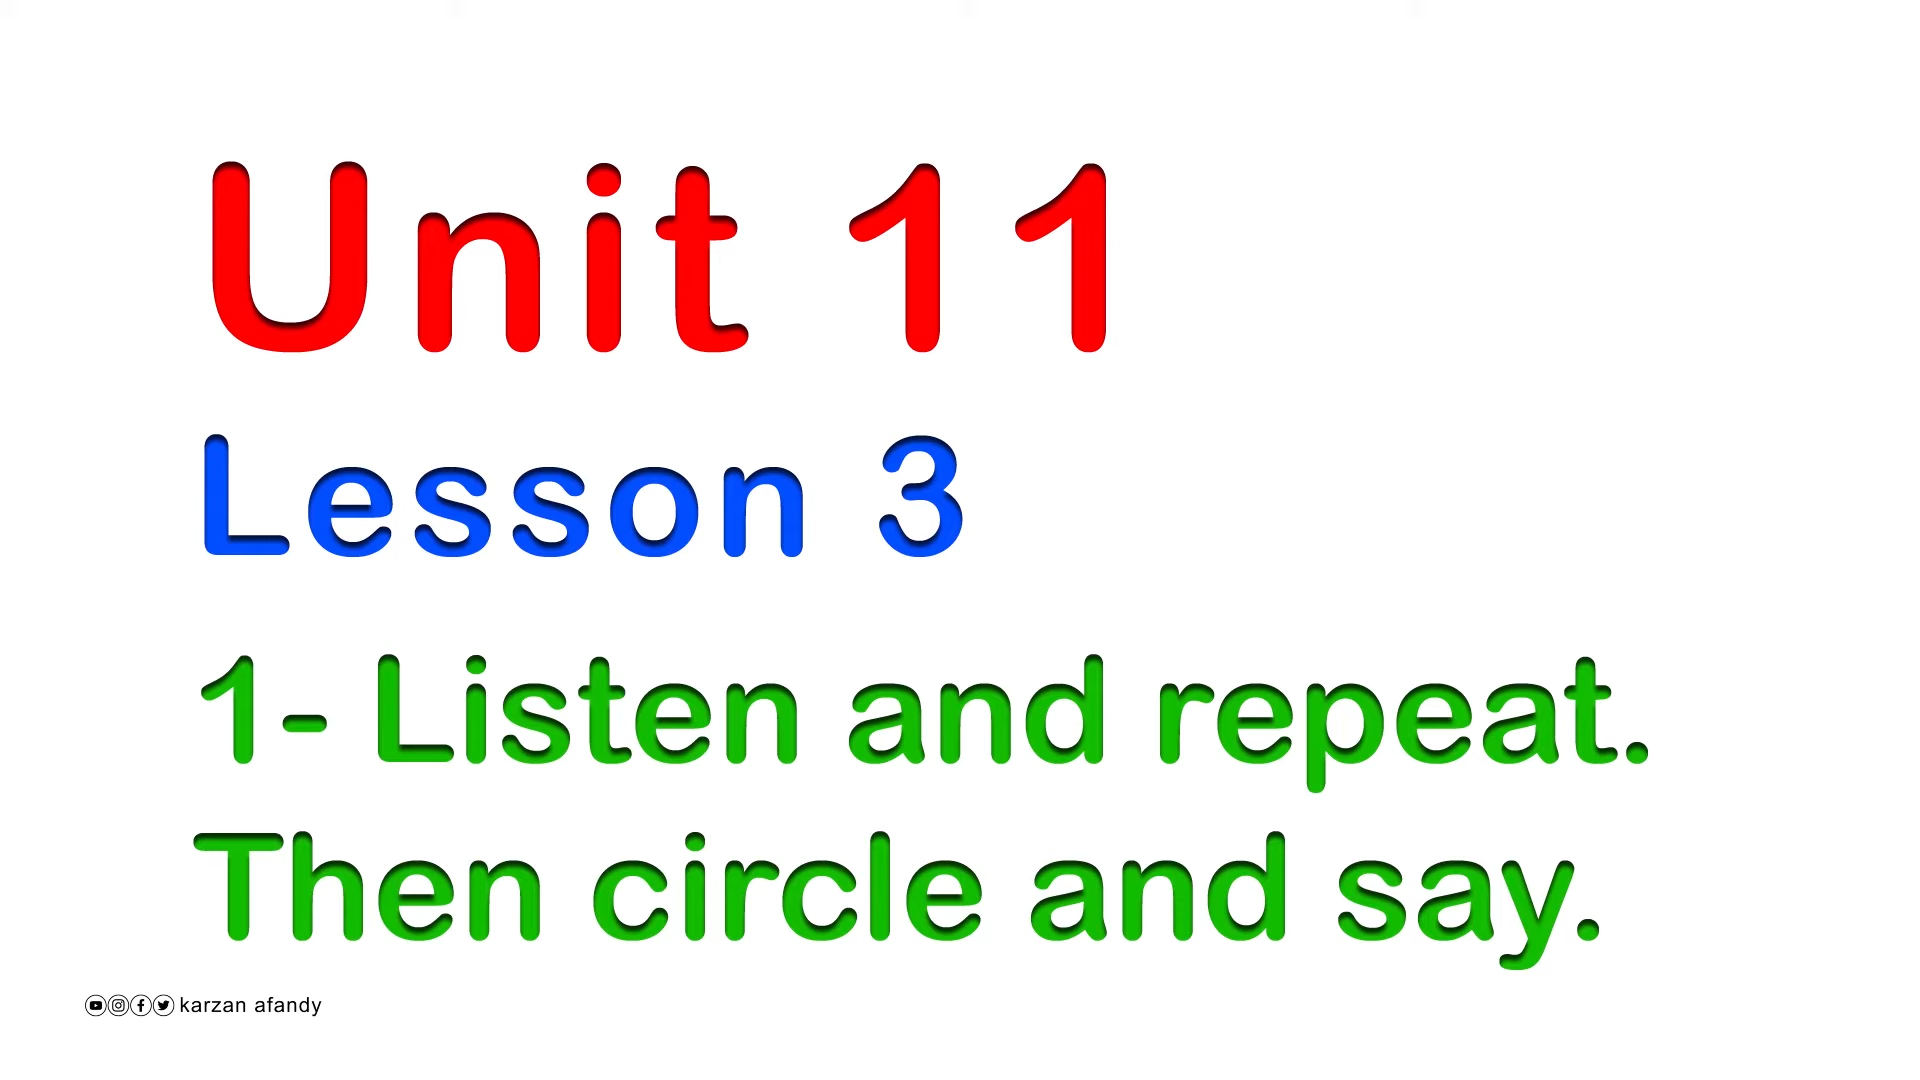 Unit 11
Lesson 3
1- Listen and repeat.
Then circle and say.
karzan afandy